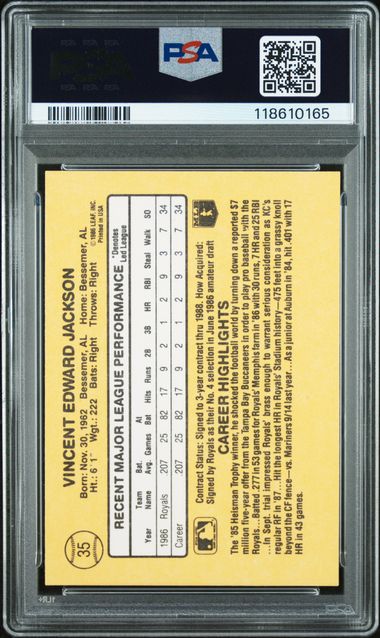 PSA
118610165
35
VINCENT EDWARD JACKSON
Born: Nov. 30, 1962 Bessemer, AL Home: Bessemer, AL
Ht.: 6' 1" Wgt.: 222 Bats: Right Throws: Right
© 1986 LEAF, INC.
Printed in USA
RECENT MAJOR LEAGUE PERFORMANCE
*Denotes
Led League
Year Team Bat. At
Name Avg. Games Bat Hits Runs 2B 3B HR RBI Steal Walk SO
1986 Royals .207 25 82 17 9 2 1 2 9 3 7 34
Career .207 25 82 17 9 2 1 2 9 3 7 34
Contract Status: Signed to 3-year contract thru 1988. How Acquired:
Signed by Royals as their No. 4 selection in June 1986 amateur draft
CAREER HIGHLIGHTS
The '85 Heisman Trophy winner, he shocked the football world by turning down a reported $7
million five-year offer from the Tampa Bay Buccaneers in order to play pro baseball with the
Royals...Batted .277 in 53 games for Royals' Memphis farm in '86 with 30 runs, 7 HR and 25 RBI
...In Sept. trial impressed Royals' brass enough to warrant serious consideration as KC's
regular RF in '87...Hit the longest HR in Royals' Stadium history—475 feet into a grassy knoll
beyond the CF fence—vs. Mariners 9/14 last year...As a junior at Auburn in '84, hit .401 with 17
HR in 43 games.